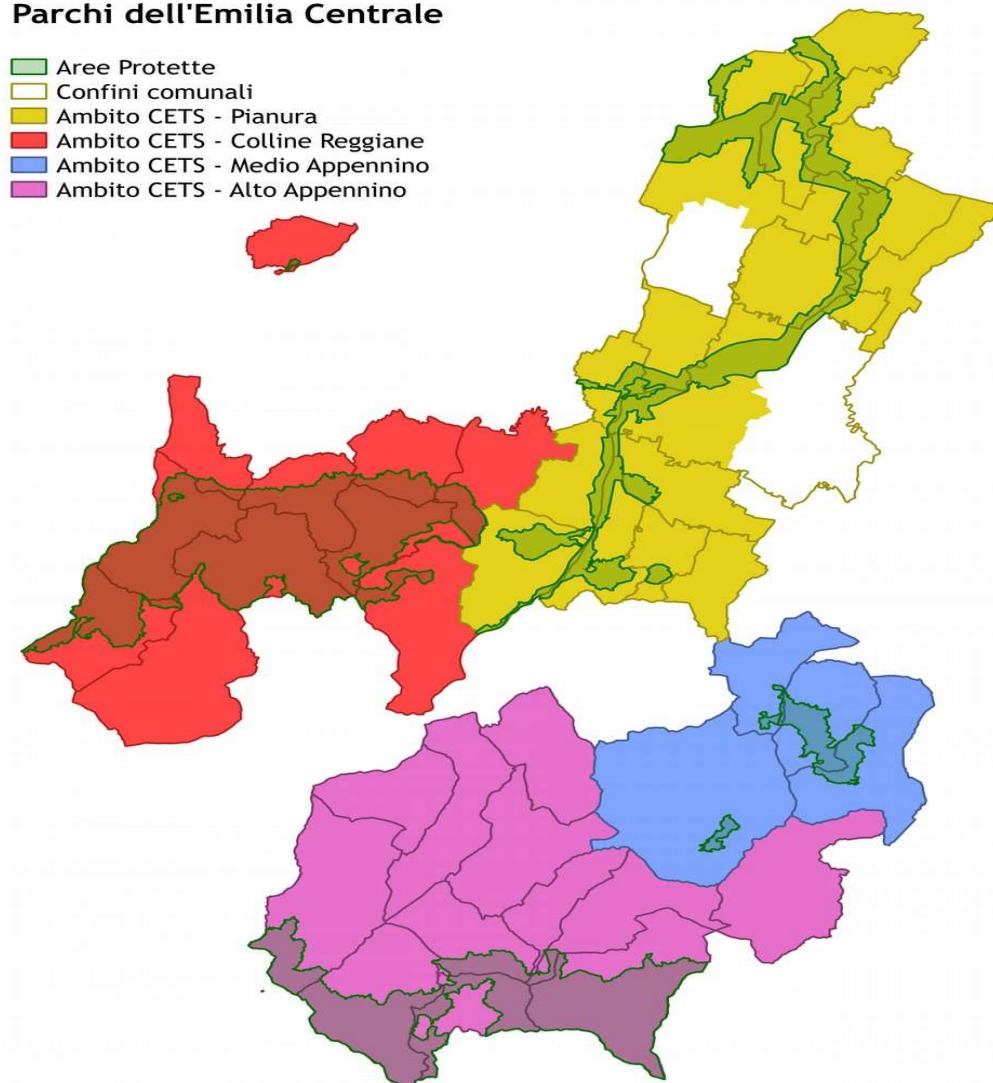 Parchi dell'Emilia Centrale
Aree Protette
Confini comunali
Ambito CETS - Pianura
Ambito CETS - Colline Reggiane
Ambito CETS - Medio Appennino
Ambito CETS - Alto Appennino